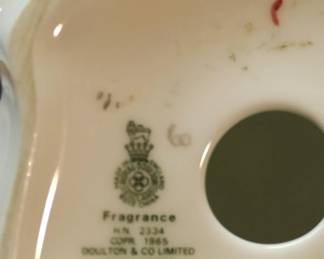 Fragrance
H.N. 2334
COPR. 1965
DOULTON & CO LIMITED